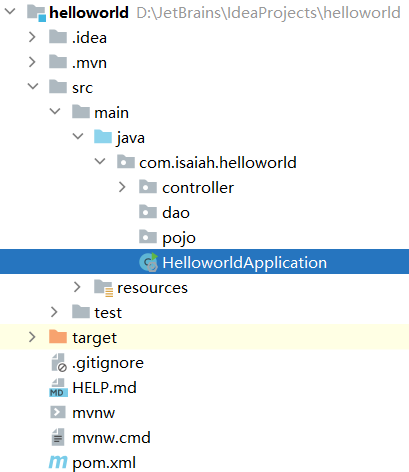 helloworld D:\JetBrains\IdeaProjects\helloworld
.idea
.mvn
src
main
java
com.isaiah.helloworld
controller
dao
pojo
HelloworldApplication
resources
test
target
.gitignore
MD HELP.md
mvnw
mvnw.cmd
m pom.xml